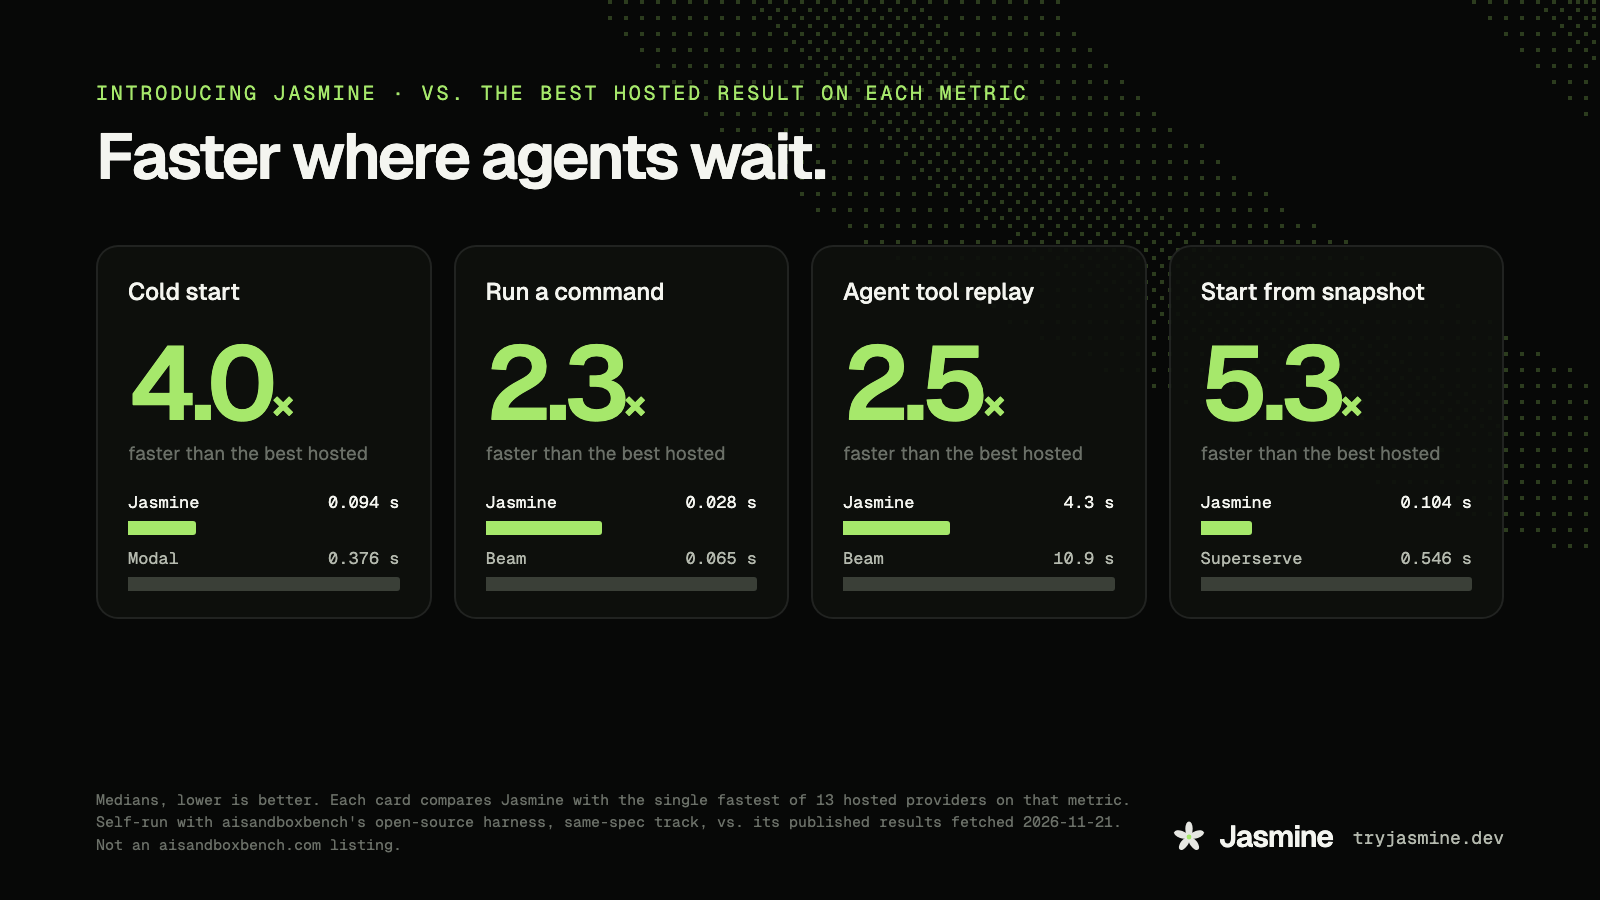 INTRODUCING JASMINE · VS. THE BEST HOSTED RESULT ON EACH METRIC
Faster where agents wait.
Cold start
4.0×
faster than the best hosted
Jasmine 0.094 s
Modal 0.376 s
Run a command
2.3×
faster than the best hosted
Jasmine 0.028 s
Beam 0.065 s
Agent tool replay
2.5×
faster than the best hosted
Jasmine 4.3 s
Beam 10.9 s
Start from snapshot
5.3×
faster than the best hosted
Jasmine 0.104 s
Superserve 0.546 s
Medians, lower is better. Each card compares Jasmine with the single fastest of 13 hosted providers on that metric.
Self-run with aisandboxbench's open-source harness, same-spec track, vs. its published results fetched 2026-11-21.
Not an aisandboxbench.com listing.
Jasmine tryjasmine.dev